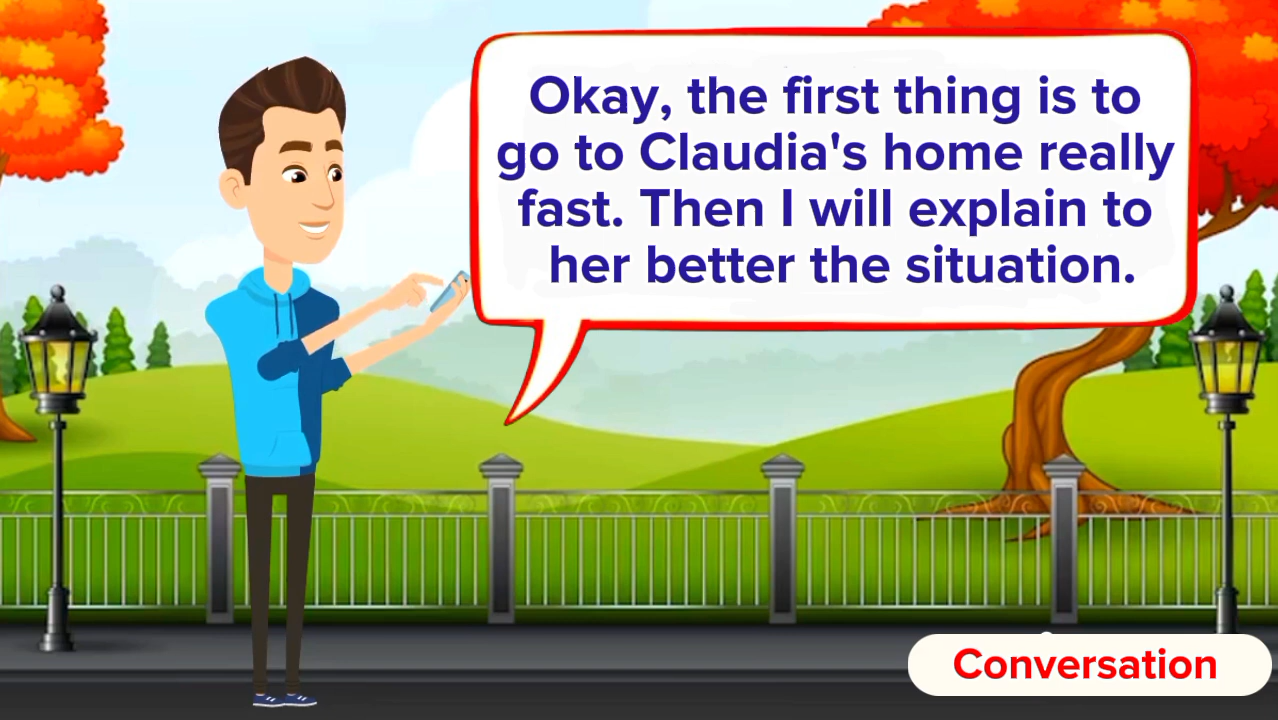 Okay, the first thing is to
go to Claudia's home really
fast. Then I will explain to
her better the situation.
Conversation